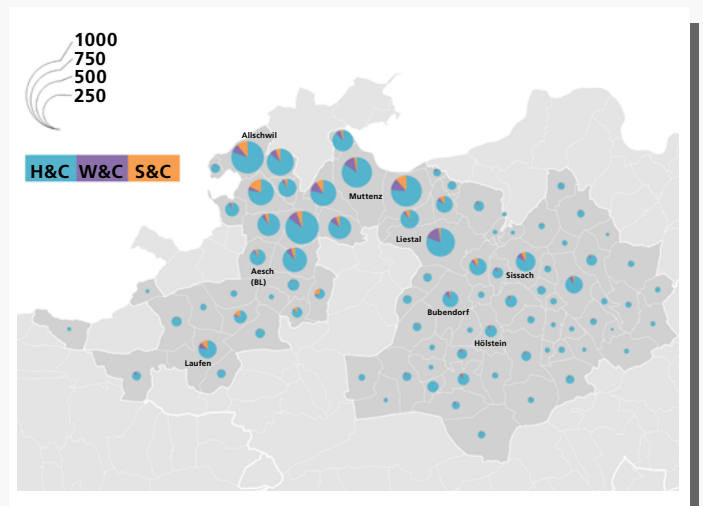 1000
750
500
250
H&C W&C S&C
Allschwil
Muttenz
Liestal
Aesch
(BL)
Sissach
Bubendorf
Hölstein
Laufen